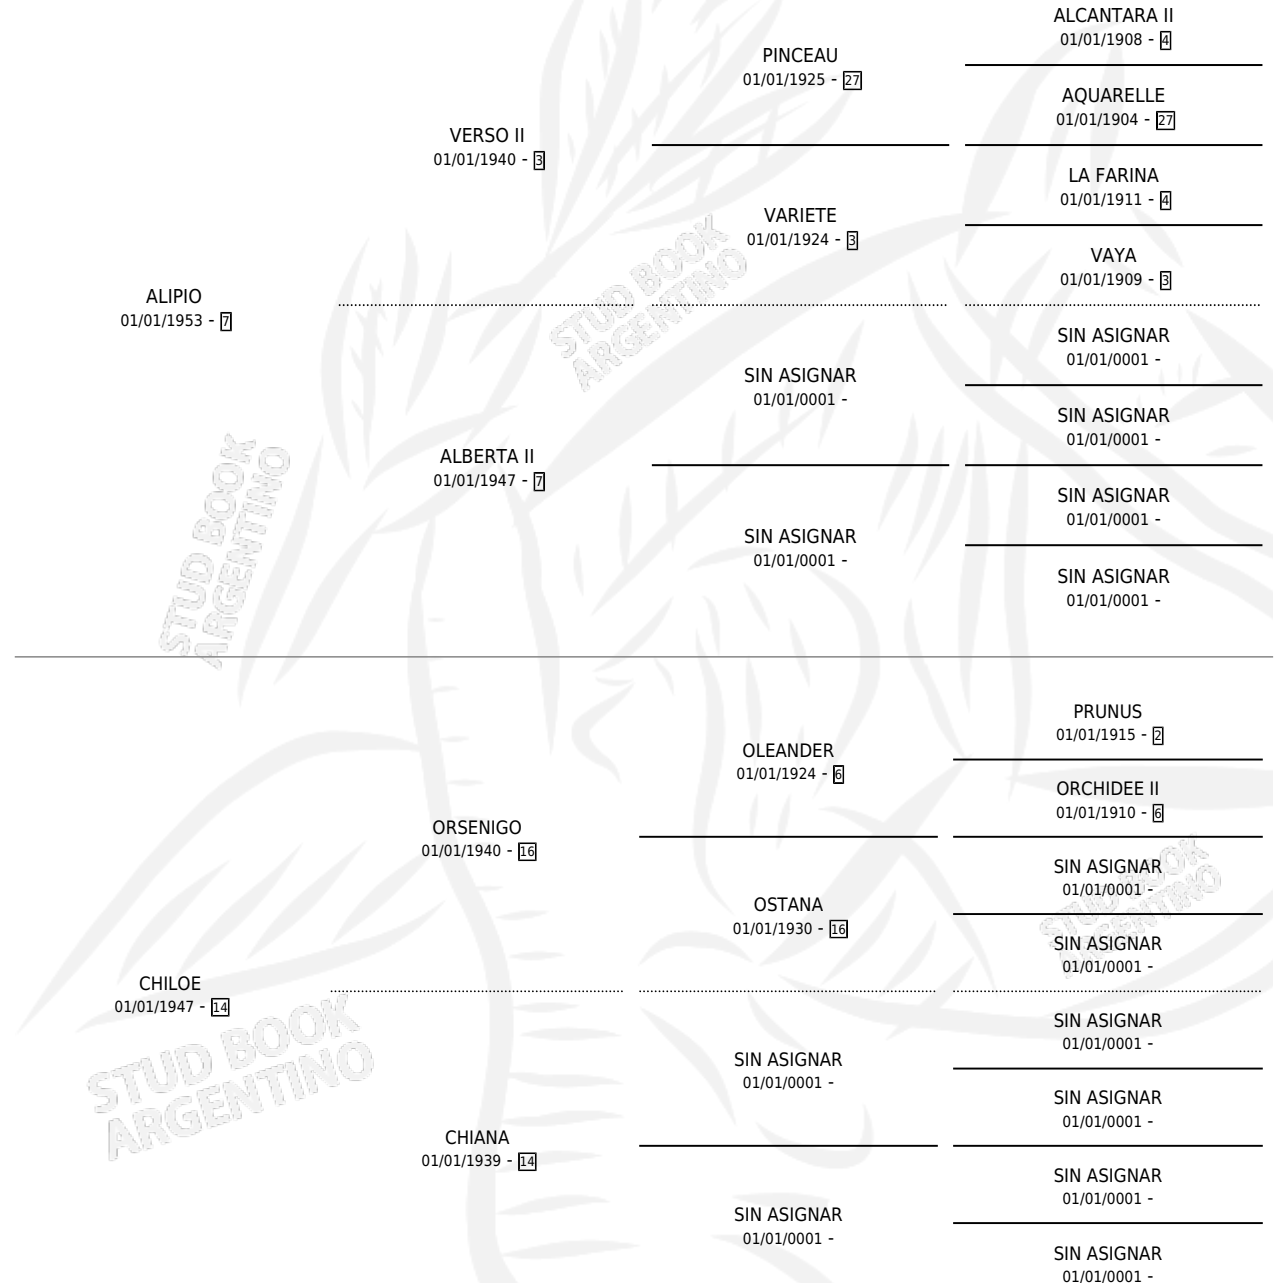 ALCANTARA II
01/01/1908 - 4
PINCEAU
01/01/1925 - 27
AQUARELLE
01/01/1904 - 27
VERSO II
01/01/1940 - 3
LA FARINA
01/01/1911 - 4
VARIETE
01/01/1924 - 3
VAYA
01/01/1909 - 3
ALIPIO
01/01/1953 - 7
SIN ASIGNAR
01/01/0001 -
SIN ASIGNAR
01/01/0001 -
SIN ASIGNAR
01/01/0001 -
ALBERTA II
01/01/1947 - 7
SIN ASIGNAR
01/01/0001 -
SIN ASIGNAR
01/01/0001 -
SIN ASIGNAR
01/01/0001 -
STUD BOOK
ARGENTINO
STUD BOOK
ARGENTINO
PRUNUS
01/01/1915 - 2
OLEANDER
01/01/1924 - 6
ORCHIDEE II
01/01/1910 - 6
ORSENIGO
01/01/1940 - 16
SIN ASIGNAR
01/01/0001 -
OSTANA
01/01/1930 - 16
SIN ASIGNAR
01/01/0001 -
STUD BOOK
ARGENTINO
CHILOE
01/01/1947 - 14
SIN ASIGNAR
01/01/0001 -
SIN ASIGNAR
01/01/0001 -
SIN ASIGNAR
01/01/0001 -
STUD BOOK
ARGENTINO
CHIANA
01/01/1939 - 14
SIN ASIGNAR
01/01/0001 -
SIN ASIGNAR
01/01/0001 -
SIN ASIGNAR
01/01/0001 -